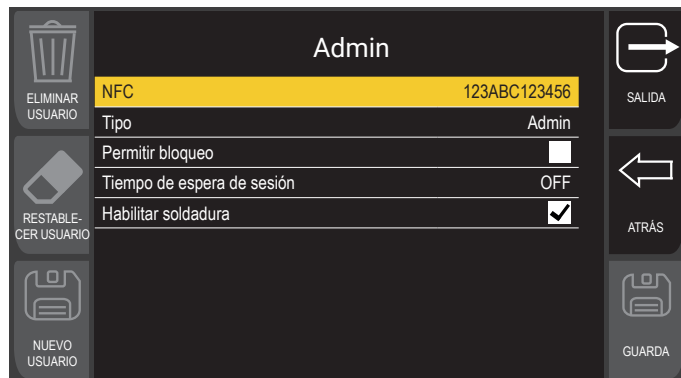 Admin
ELIMINAR
USUARIO
RESTABLE-
CER USUARIO
NUEVO
USUARIO
NFC 123ABC123456
Tipo Admin
Permitir bloqueo
Tiempo de espera de sesión OFF
Habilitar soldadura
SALIDA
ATRÁS
GUARDA